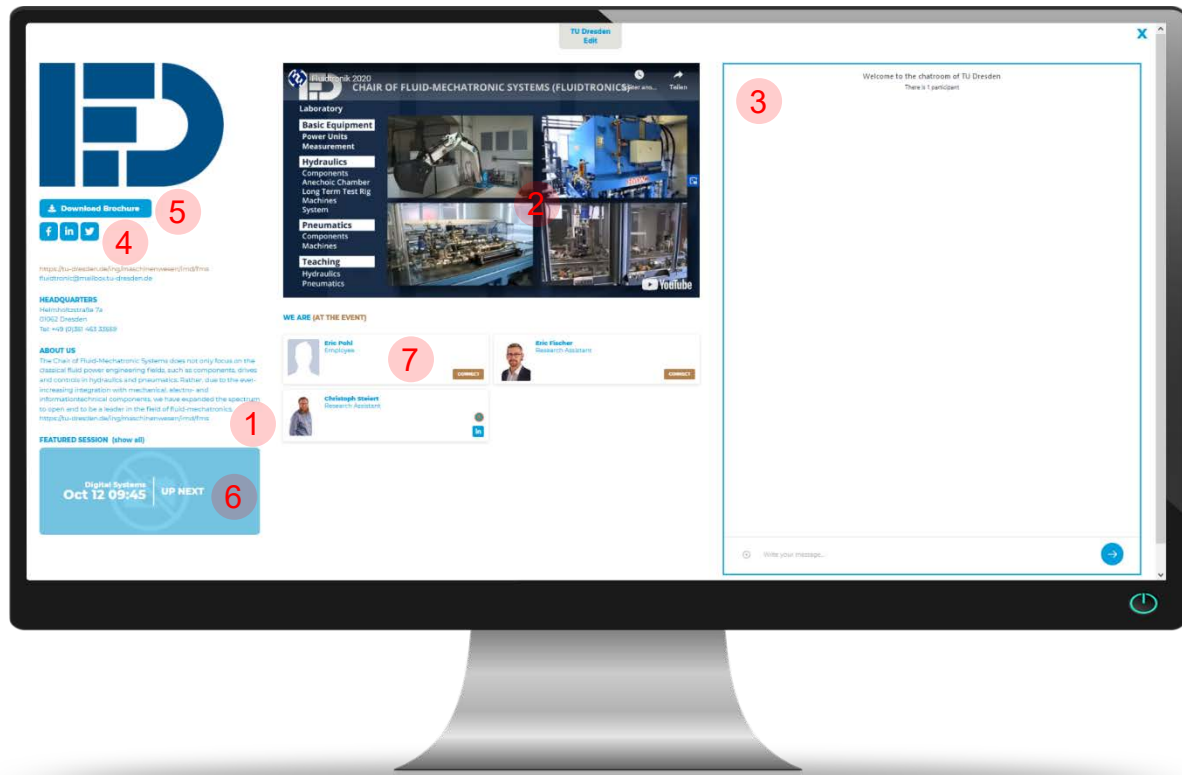 TU Dresden
Edit
X
Download Brochure
5
4
https://tu-dresden.de/ing/maschinenwesen/imd/fms
fluidtronic@mailbox.tu-dresden.de
HEADQUARTERS
Helmholtzstraße 7a
01062 Dresden
Tel: +49 (0)351 463 33559
ABOUT US
The Chair of Fluid-Mechatronic Systems does not only focus on the
classical fluid power engineering fields, such as components, drives
and controls in hydraulics and pneumatics. Rather, due to the ever-
increasing integration with mechanical, electro- and
informationtechnical components, we have expanded the spectrum
to open and to be a leader in the field of fluid-mechatronics.
https://tu-dresden.de/ing/maschinenwesen/imd/fms
1
FEATURED SESSION (show all)
Digital Systems
Oct 12 09:45
UP NEXT
6
Fluidtronik 2020
CHAIR OF FLUID-MECHATRONIC SYSTEMS (FLUIDTRONICS)
Teilen
Laboratory
Basic Equipment
Power Units
Measurement
Hydraulics
Components
Anechoic Chamber
Long Term Test Rig
Machines
System
Pneumatics
Components
Machines
Teaching
Hydraulics
Pneumatics
2
YouTube
WE ARE (AT THE EVENT)
Eric Pohl
Employee
CONNECT
7
Eric Fischer
Research Assistant
CONNECT
Christoph Steiert
Research Assistant
3
Welcome to the chatroom of TU Dresden
There is 1 participant
Write your message...